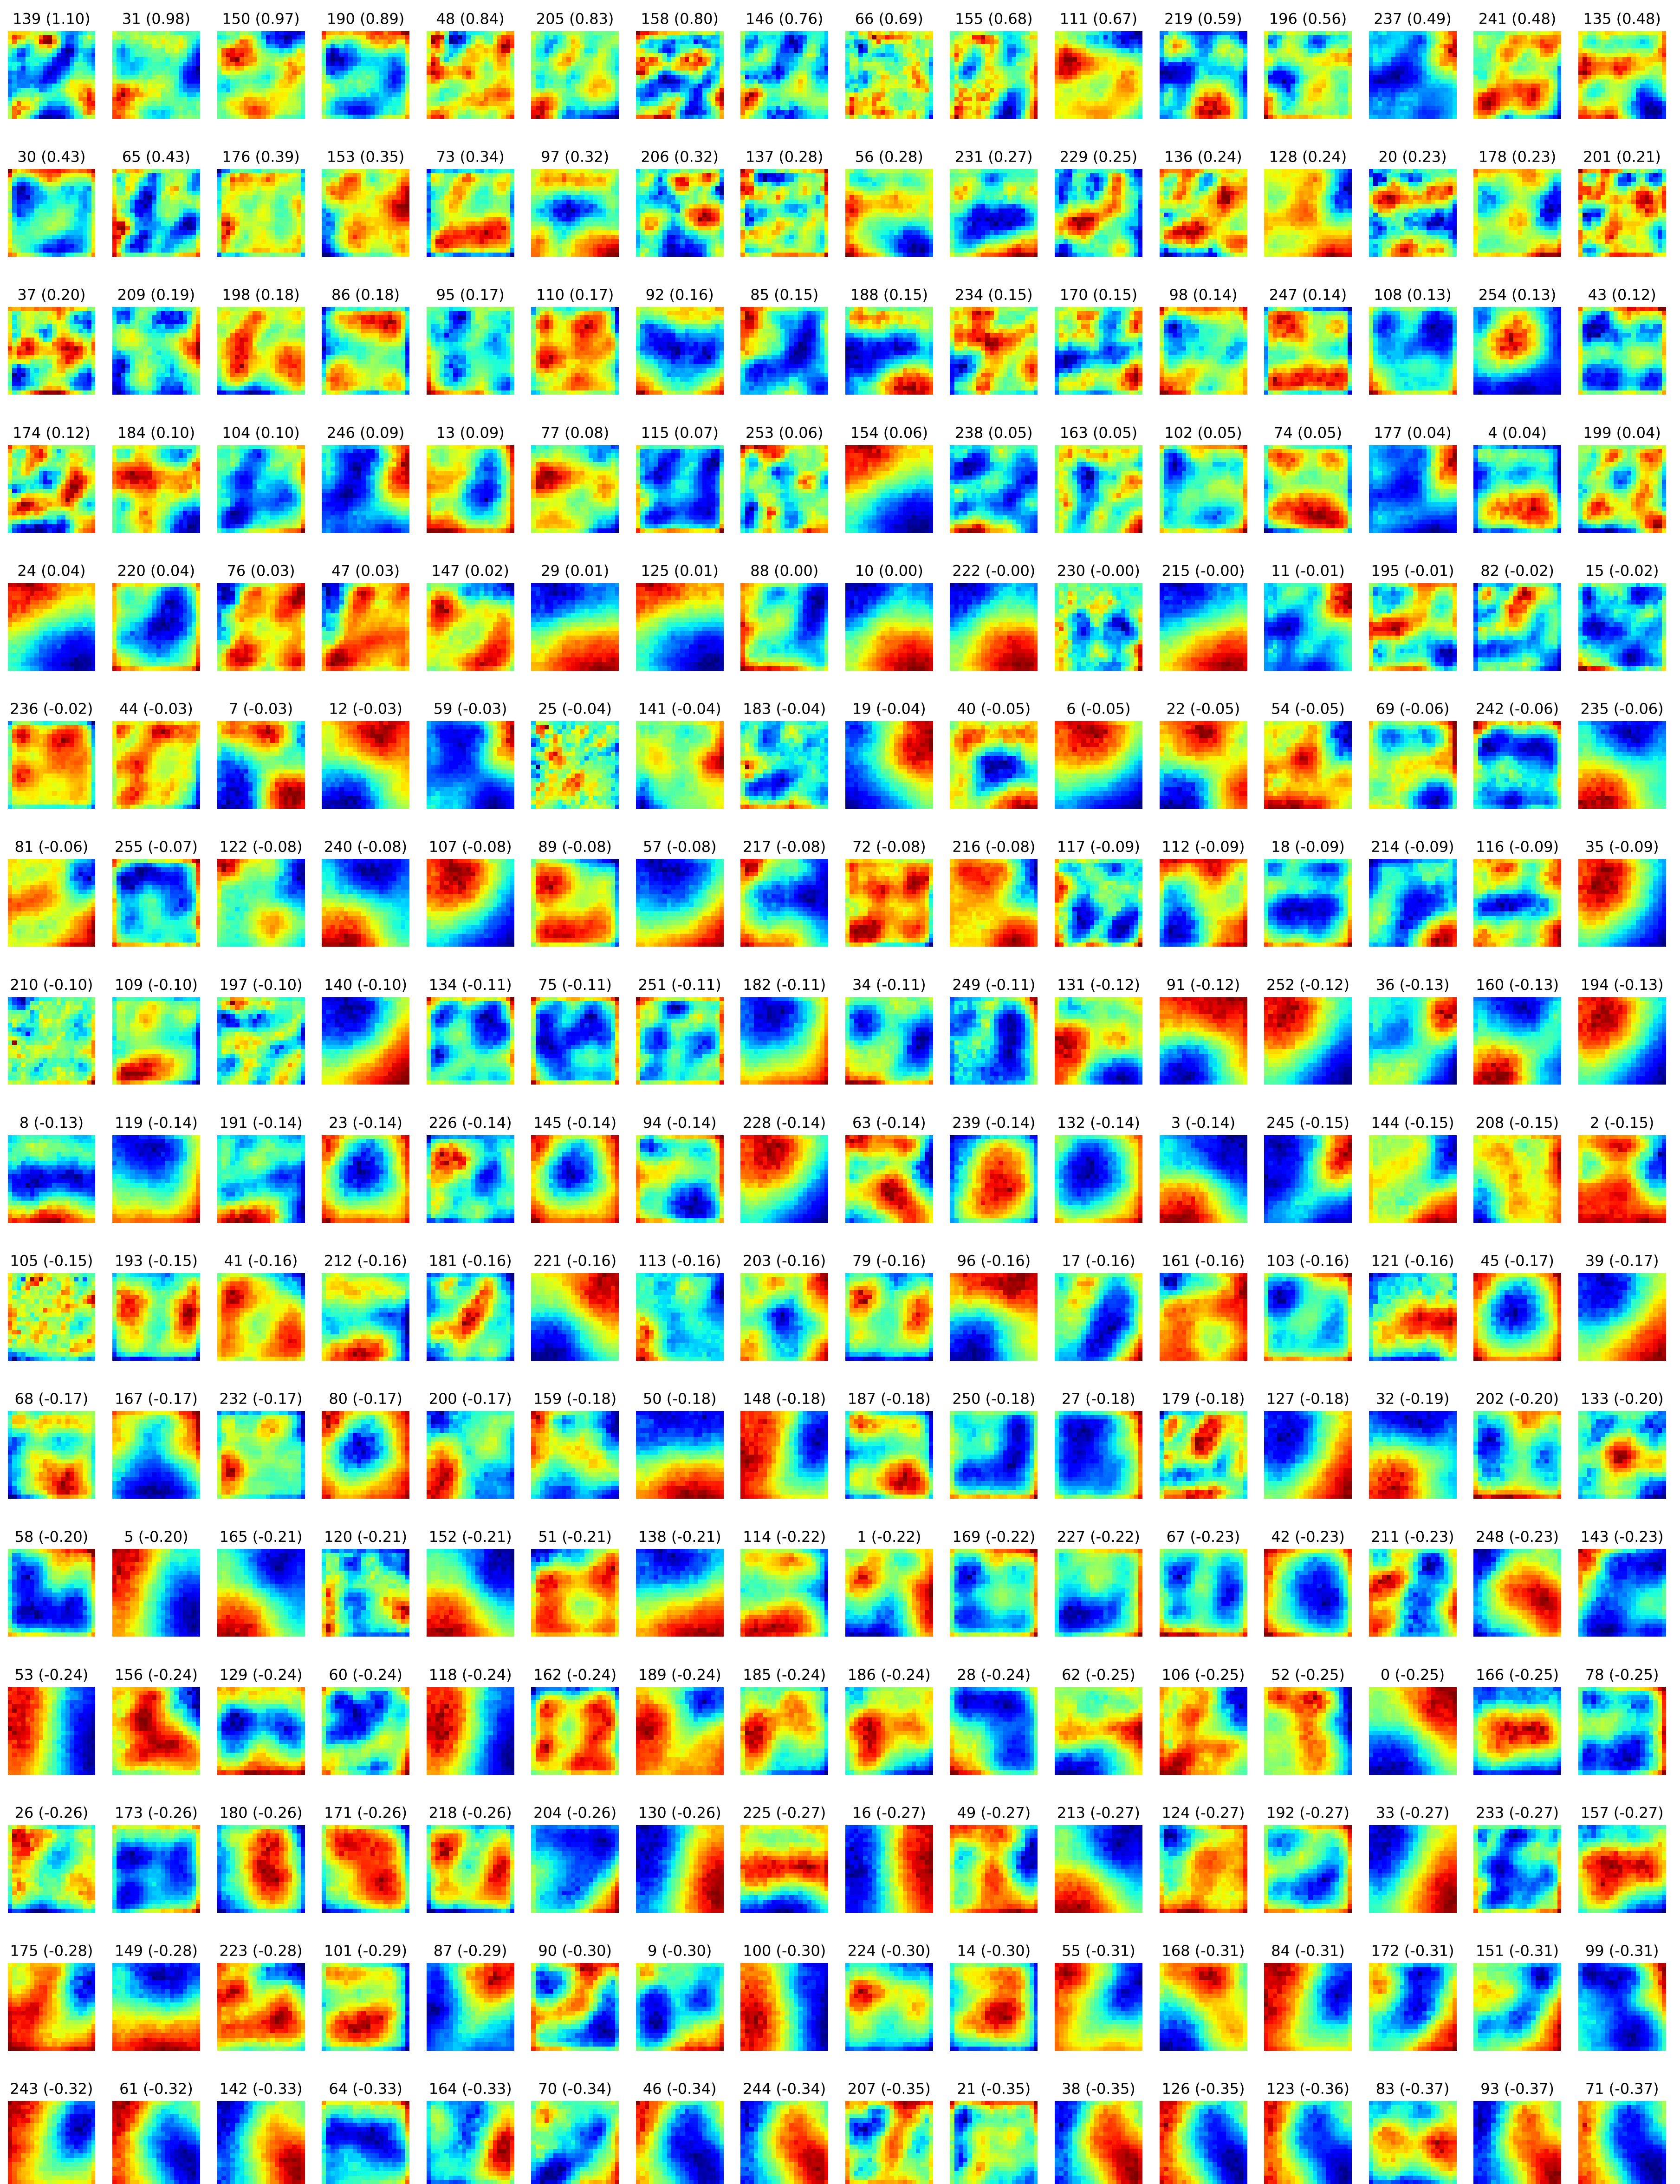 139 (1.10) 31 (0.98) 150 (0.97) 190 (0.89) 48 (0.84) 205 (0.83) 158 (0.80) 146 (0.76) 66 (0.69) 155 (0.68) 111 (0.67) 219 (0.59) 196 (0.56) 237 (0.49) 241 (0.48) 135 (0.48)
30 (0.43) 65 (0.43) 176 (0.39) 153 (0.35) 73 (0.34) 97 (0.32) 206 (0.32) 137 (0.28) 56 (0.28) 231 (0.27) 229 (0.25) 136 (0.24) 128 (0.24) 20 (0.23) 178 (0.23) 201 (0.21)
37 (0.20) 209 (0.19) 198 (0.18) 86 (0.18) 95 (0.17) 110 (0.17) 92 (0.16) 85 (0.15) 188 (0.15) 234 (0.15) 170 (0.15) 98 (0.14) 247 (0.14) 108 (0.13) 254 (0.13) 43 (0.12)
174 (0.12) 184 (0.10) 104 (0.10) 246 (0.09) 13 (0.09) 77 (0.08) 115 (0.07) 253 (0.06) 154 (0.06) 238 (0.05) 163 (0.05) 102 (0.05) 74 (0.05) 177 (0.04) 4 (0.04) 199 (0.04)
24 (0.04) 220 (0.04) 76 (0.03) 47 (0.03) 147 (0.02) 29 (0.01) 125 (0.01) 88 (0.00) 10 (0.00) 222 (-0.00) 230 (-0.00) 215 (-0.00) 11 (-0.01) 195 (-0.01) 82 (-0.02) 15 (-0.02)
236 (-0.02) 44 (-0.03) 7 (-0.03) 12 (-0.03) 59 (-0.03) 25 (-0.04) 141 (-0.04) 183 (-0.04) 19 (-0.04) 40 (-0.05) 6 (-0.05) 22 (-0.05) 54 (-0.05) 69 (-0.06) 242 (-0.06) 235 (-0.06)
81 (-0.06) 255 (-0.07) 122 (-0.08) 240 (-0.08) 107 (-0.08) 89 (-0.08) 57 (-0.08) 217 (-0.08) 72 (-0.08) 216 (-0.08) 117 (-0.09) 112 (-0.09) 18 (-0.09) 214 (-0.09) 116 (-0.09) 35 (-0.09)
210 (-0.10) 109 (-0.10) 197 (-0.10) 140 (-0.10) 134 (-0.11) 75 (-0.11) 251 (-0.11) 182 (-0.11) 34 (-0.11) 249 (-0.11) 131 (-0.12) 91 (-0.12) 252 (-0.12) 36 (-0.13) 160 (-0.13) 194 (-0.13)
8 (-0.13) 119 (-0.14) 191 (-0.14) 23 (-0.14) 226 (-0.14) 145 (-0.14) 94 (-0.14) 228 (-0.14) 63 (-0.14) 239 (-0.14) 132 (-0.14) 3 (-0.14) 245 (-0.15) 144 (-0.15) 208 (-0.15) 2 (-0.15)
105 (-0.15) 193 (-0.15) 41 (-0.16) 212 (-0.16) 181 (-0.16) 221 (-0.16) 113 (-0.16) 203 (-0.16) 79 (-0.16) 96 (-0.16) 17 (-0.16) 161 (-0.16) 103 (-0.16) 121 (-0.16) 45 (-0.17) 39 (-0.17)
68 (-0.17) 167 (-0.17) 232 (-0.17) 80 (-0.17) 200 (-0.17) 159 (-0.18) 50 (-0.18) 148 (-0.18) 187 (-0.18) 250 (-0.18) 27 (-0.18) 179 (-0.18) 127 (-0.18) 32 (-0.19) 202 (-0.20) 133 (-0.20)
58 (-0.20) 5 (-0.20) 165 (-0.21) 120 (-0.21) 152 (-0.21) 51 (-0.21) 138 (-0.21) 114 (-0.22) 1 (-0.22) 169 (-0.22) 227 (-0.22) 67 (-0.23) 42 (-0.23) 211 (-0.23) 248 (-0.23) 143 (-0.23)
53 (-0.24) 156 (-0.24) 129 (-0.24) 60 (-0.24) 118 (-0.24) 162 (-0.24) 189 (-0.24) 185 (-0.24) 186 (-0.24) 28 (-0.24) 62 (-0.25) 106 (-0.25) 52 (-0.25) 0 (-0.25) 166 (-0.25) 78 (-0.25)
26 (-0.26) 173 (-0.26) 180 (-0.26) 171 (-0.26) 218 (-0.26) 204 (-0.26) 130 (-0.26) 225 (-0.27) 16 (-0.27) 49 (-0.27) 213 (-0.27) 124 (-0.27) 192 (-0.27) 33 (-0.27) 233 (-0.27) 157 (-0.27)
175 (-0.28) 149 (-0.28) 223 (-0.28) 101 (-0.29) 87 (-0.29) 90 (-0.30) 9 (-0.30) 100 (-0.30) 224 (-0.30) 14 (-0.30) 55 (-0.31) 168 (-0.31) 84 (-0.31) 172 (-0.31) 151 (-0.31) 99 (-0.31)
243 (-0.32) 61 (-0.32) 142 (-0.33) 64 (-0.33) 164 (-0.33) 70 (-0.34) 46 (-0.34) 244 (-0.34) 207 (-0.35) 21 (-0.35) 38 (-0.35) 126 (-0.35) 123 (-0.36) 83 (-0.37) 93 (-0.37) 71 (-0.37)